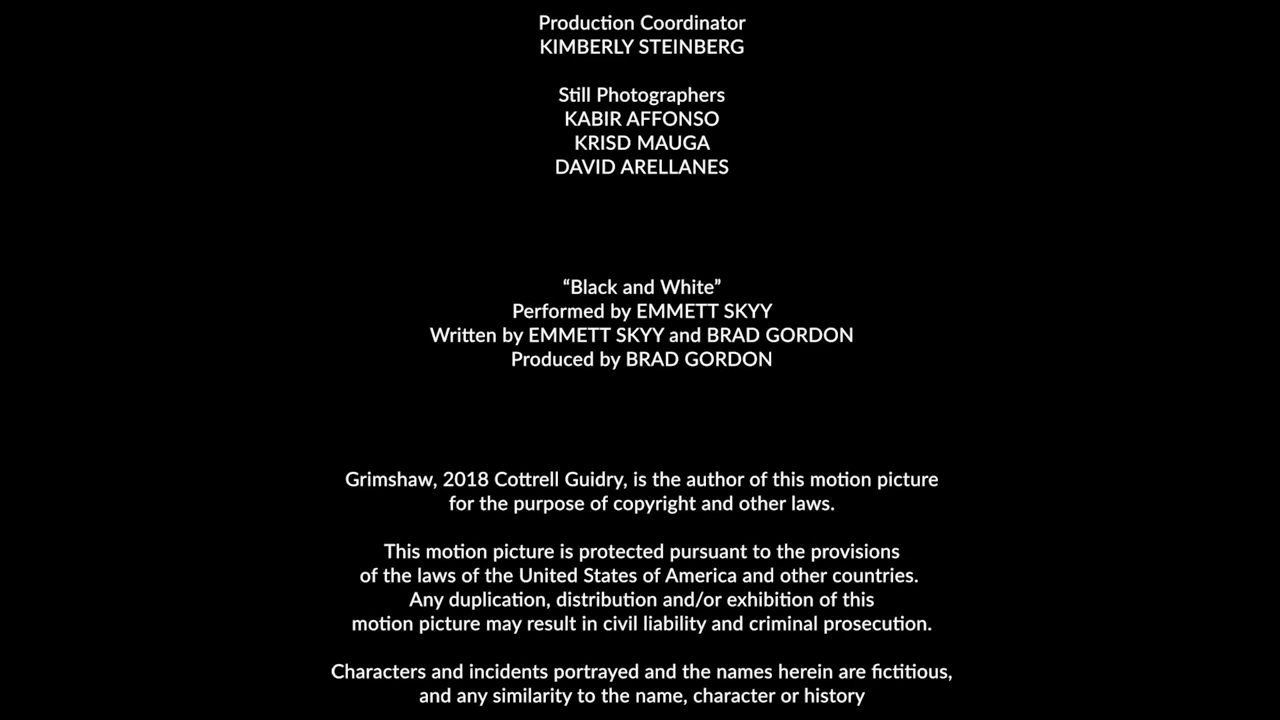 Production Coordinator
KIMBERLY STEINBERG
Still Photographers
KABIR AFFONSO
KRISD MAUGA
DAVID ARELLANES
“Black and White”
Performed by EMMETT SKYY
Written by EMMETT SKYY and BRAD GORDON
Produced by BRAD GORDON
Grimshaw, 2018 Cottrell Guidry, is the author of this motion picture
for the purpose of copyright and other laws.
This motion picture is protected pursuant to the provisions
of the laws of the United States of America and other countries.
Any duplication, distribution and/or exhibition of this
motion picture may result in civil liability and criminal prosecution.
Characters and incidents portrayed and the names herein are fictitious,
and any similarity to the name, character or history